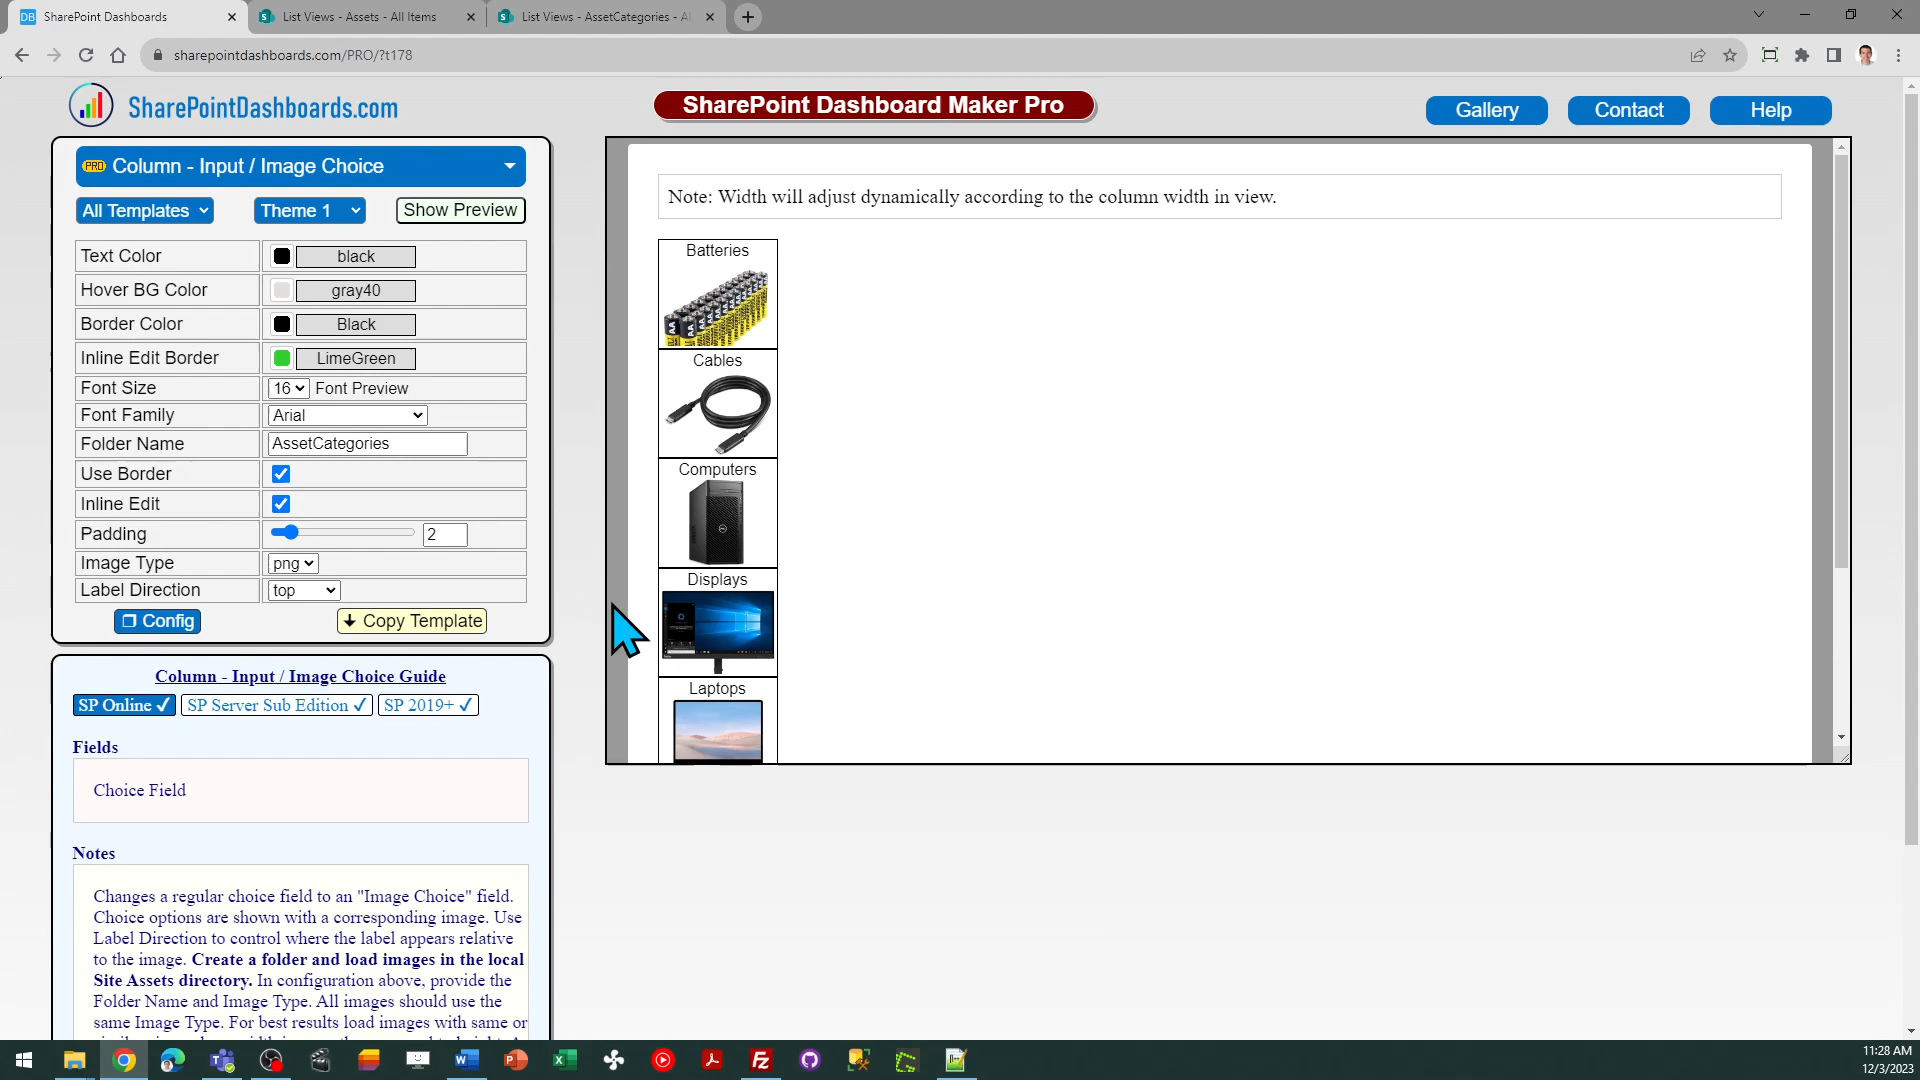 SharePoint Dashboards
List Views - Assets - All Items
List Views - AssetCategories - A
sharepointdashboards.com/PRO/?t178
SharePointDashboards.com
SharePoint Dashboard Maker Pro
Gallery
Contact
Help
PRO Column - Input / Image Choice
All Templates
Theme 1
Show Preview
Text Color
black
Hover BG Color
gray40
Border Color
Black
Inline Edit Border
LimeGreen
Font Size
16 Font Preview
Font Family
Arial
Folder Name
AssetCategories
Use Border
Inline Edit
Padding
2
Image Type
png
Label Direction
top
Config
Copy Template
Column - Input / Image Choice Guide
SP Online ✓
SP Server Sub Edition ✓
SP 2019+ ✓
Fields
Choice Field
Notes
Changes a regular choice field to an "Image Choice" field.
Choice options are shown with a corresponding image. Use
Label Direction to control where the label appears relative
to the image. Create a folder and load images in the local
Site Assets directory. In configuration above, provide the
Folder Name and Image Type. All images should use the
same Image Type. For best results load images with same or
Note: Width will adjust dynamically according to the column width in view.
Batteries
Cables
Computers
Displays
Laptops
11:28 AM
12/3/2023